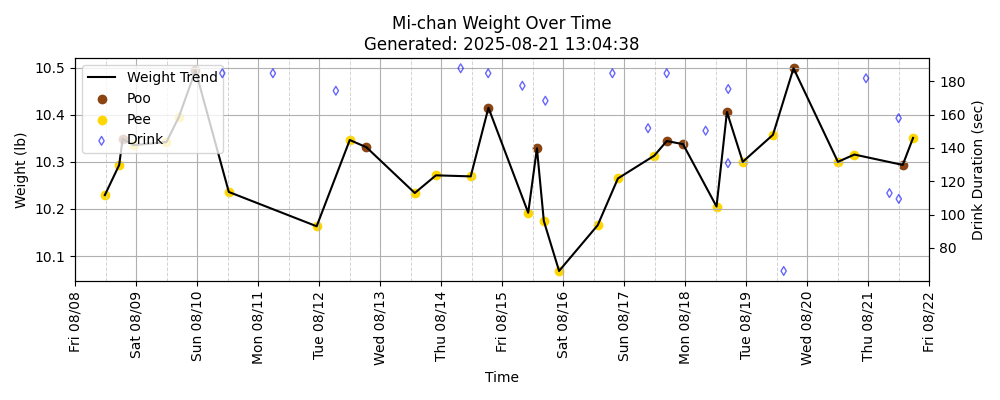 Mi-chan Weight Over Time
Generated: 2025-08-21 13:04:38
Weight (lb)
10.5
10.4
10.3
10.2
10.1
Weight Trend
Poo
Pee
Drink
180
160
140
120
100
80
Drink Duration (sec)
Fri 08/08
Sat 08/09
Sun 08/10
Mon 08/11
Tue 08/12
Wed 08/13
Thu 08/14
Fri 08/15
Sat 08/16
Sun 08/17
Mon 08/18
Tue 08/19
Wed 08/20
Thu 08/21
Fri 08/22
Time